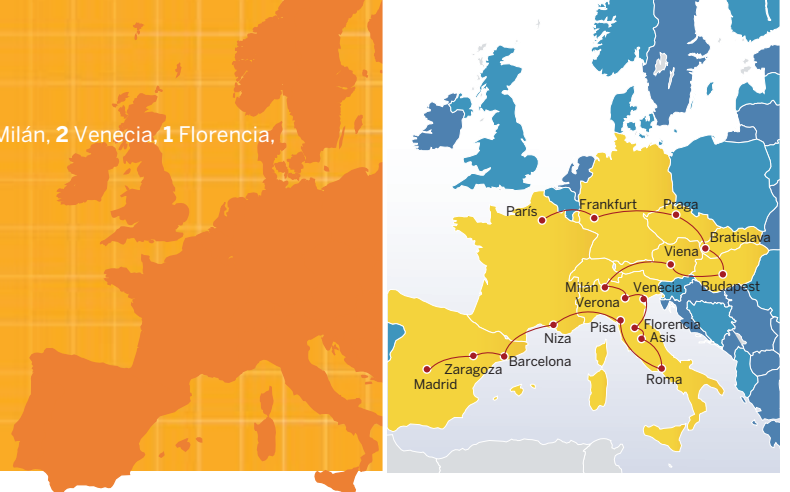 Milán, 2 Venecia, 1 Florencia,
París
Frankfurt
Praga
Bratislava
Viena
Budapest
Milán
Venecia
Verona
Florencia
Pisa
Asis
Niza
Barcelona
Zaragoza
Madrid
Roma